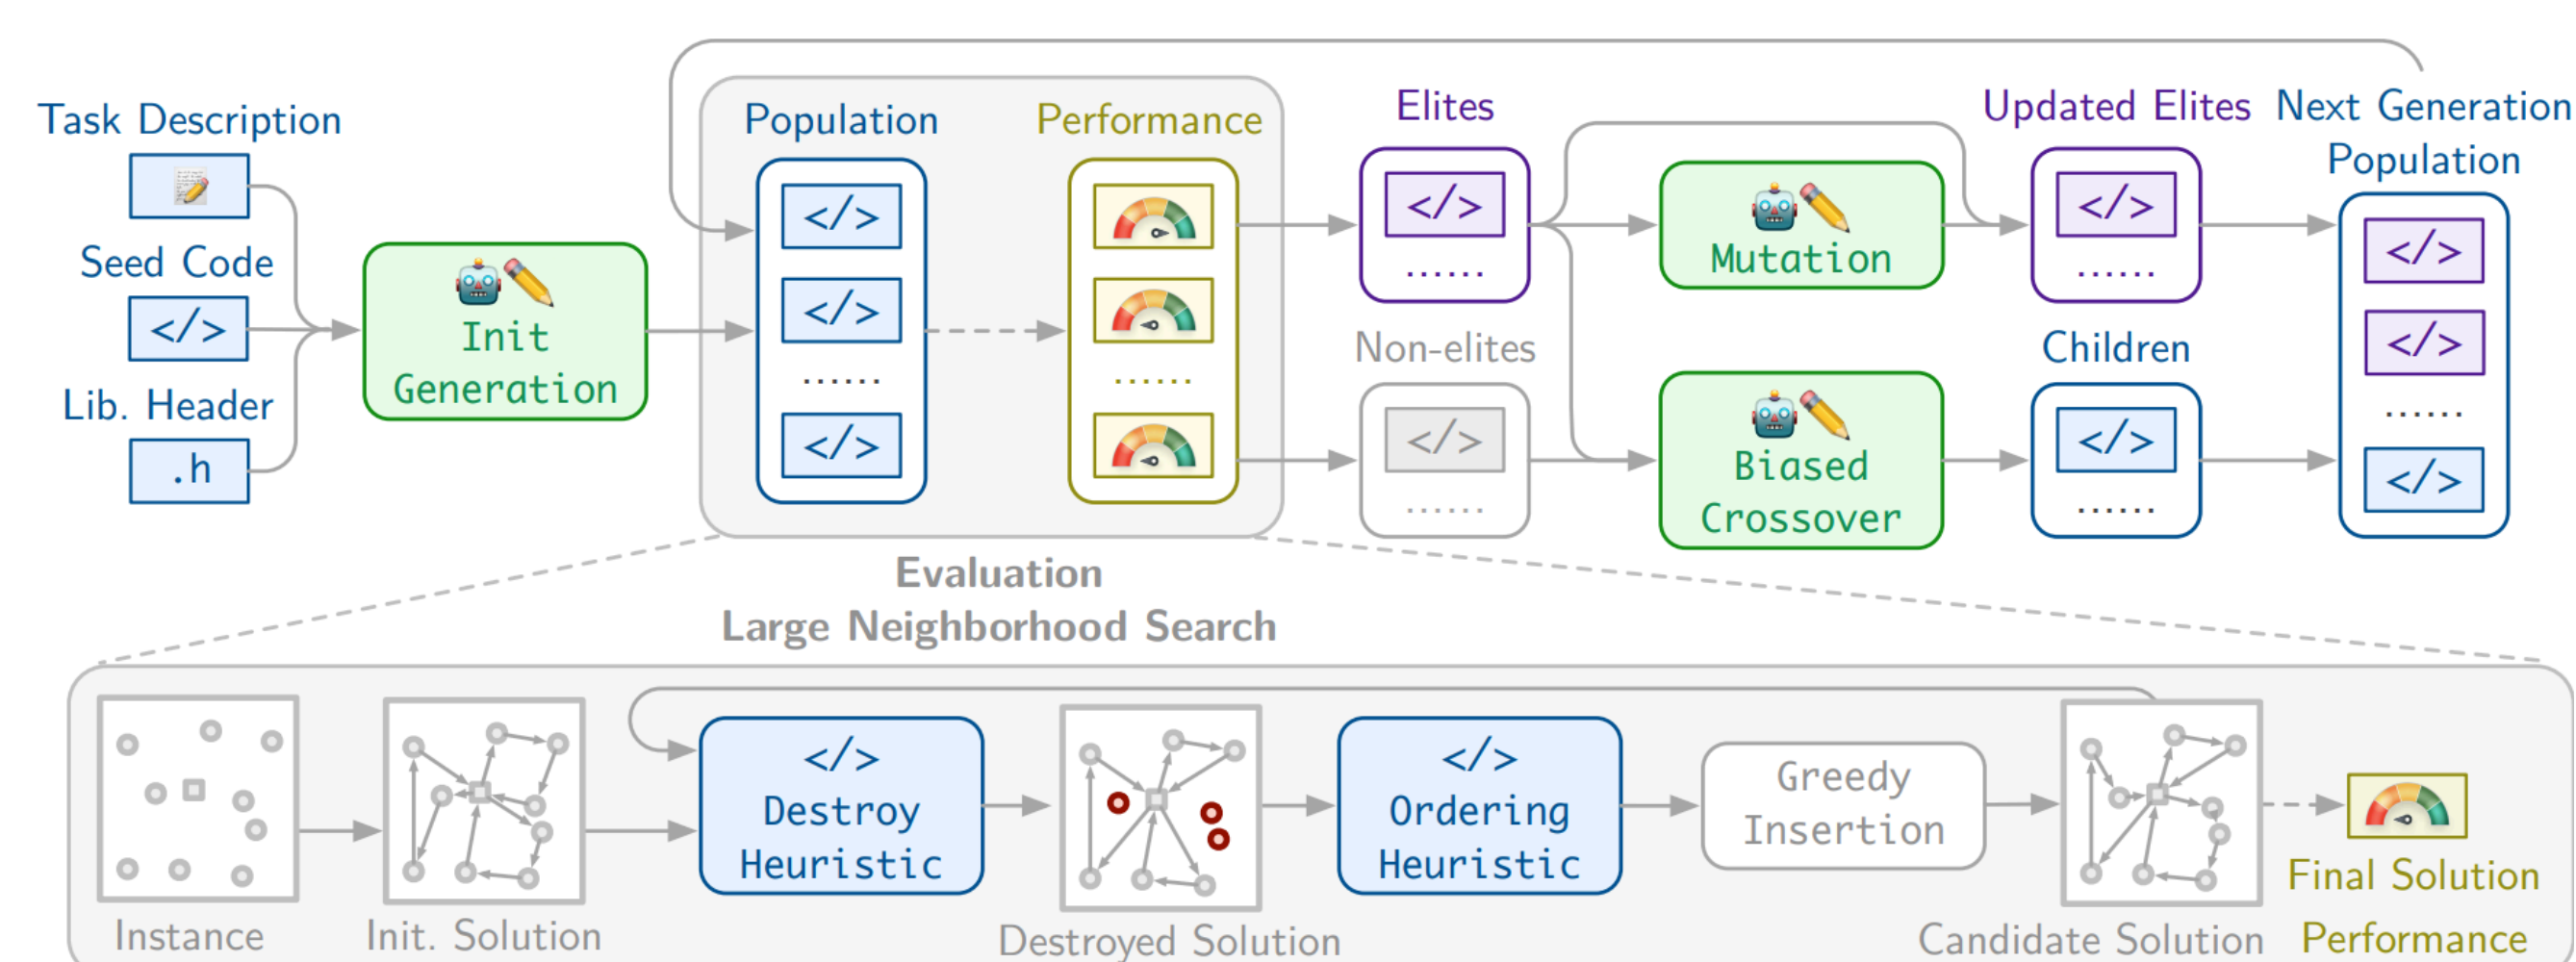 Task Description
Seed Code
</>
Lib. Header
.h
Init
Generation
Population
</>
</>
......
</>
Performance
......
Evaluation
Large Neighborhood Search
Elites
</>
......
Non-elites
</>
......
Mutation
Biased
Crossover
Updated Elites
</>
......
Children
</>
......
Next Generation
Population
</>
</>
......
</>
Instance
Init. Solution
</>
Destroy
Heuristic
Destroyed Solution
</>
Ordering
Heuristic
Greedy
Insertion
Candidate Solution
Final Solution
Performance